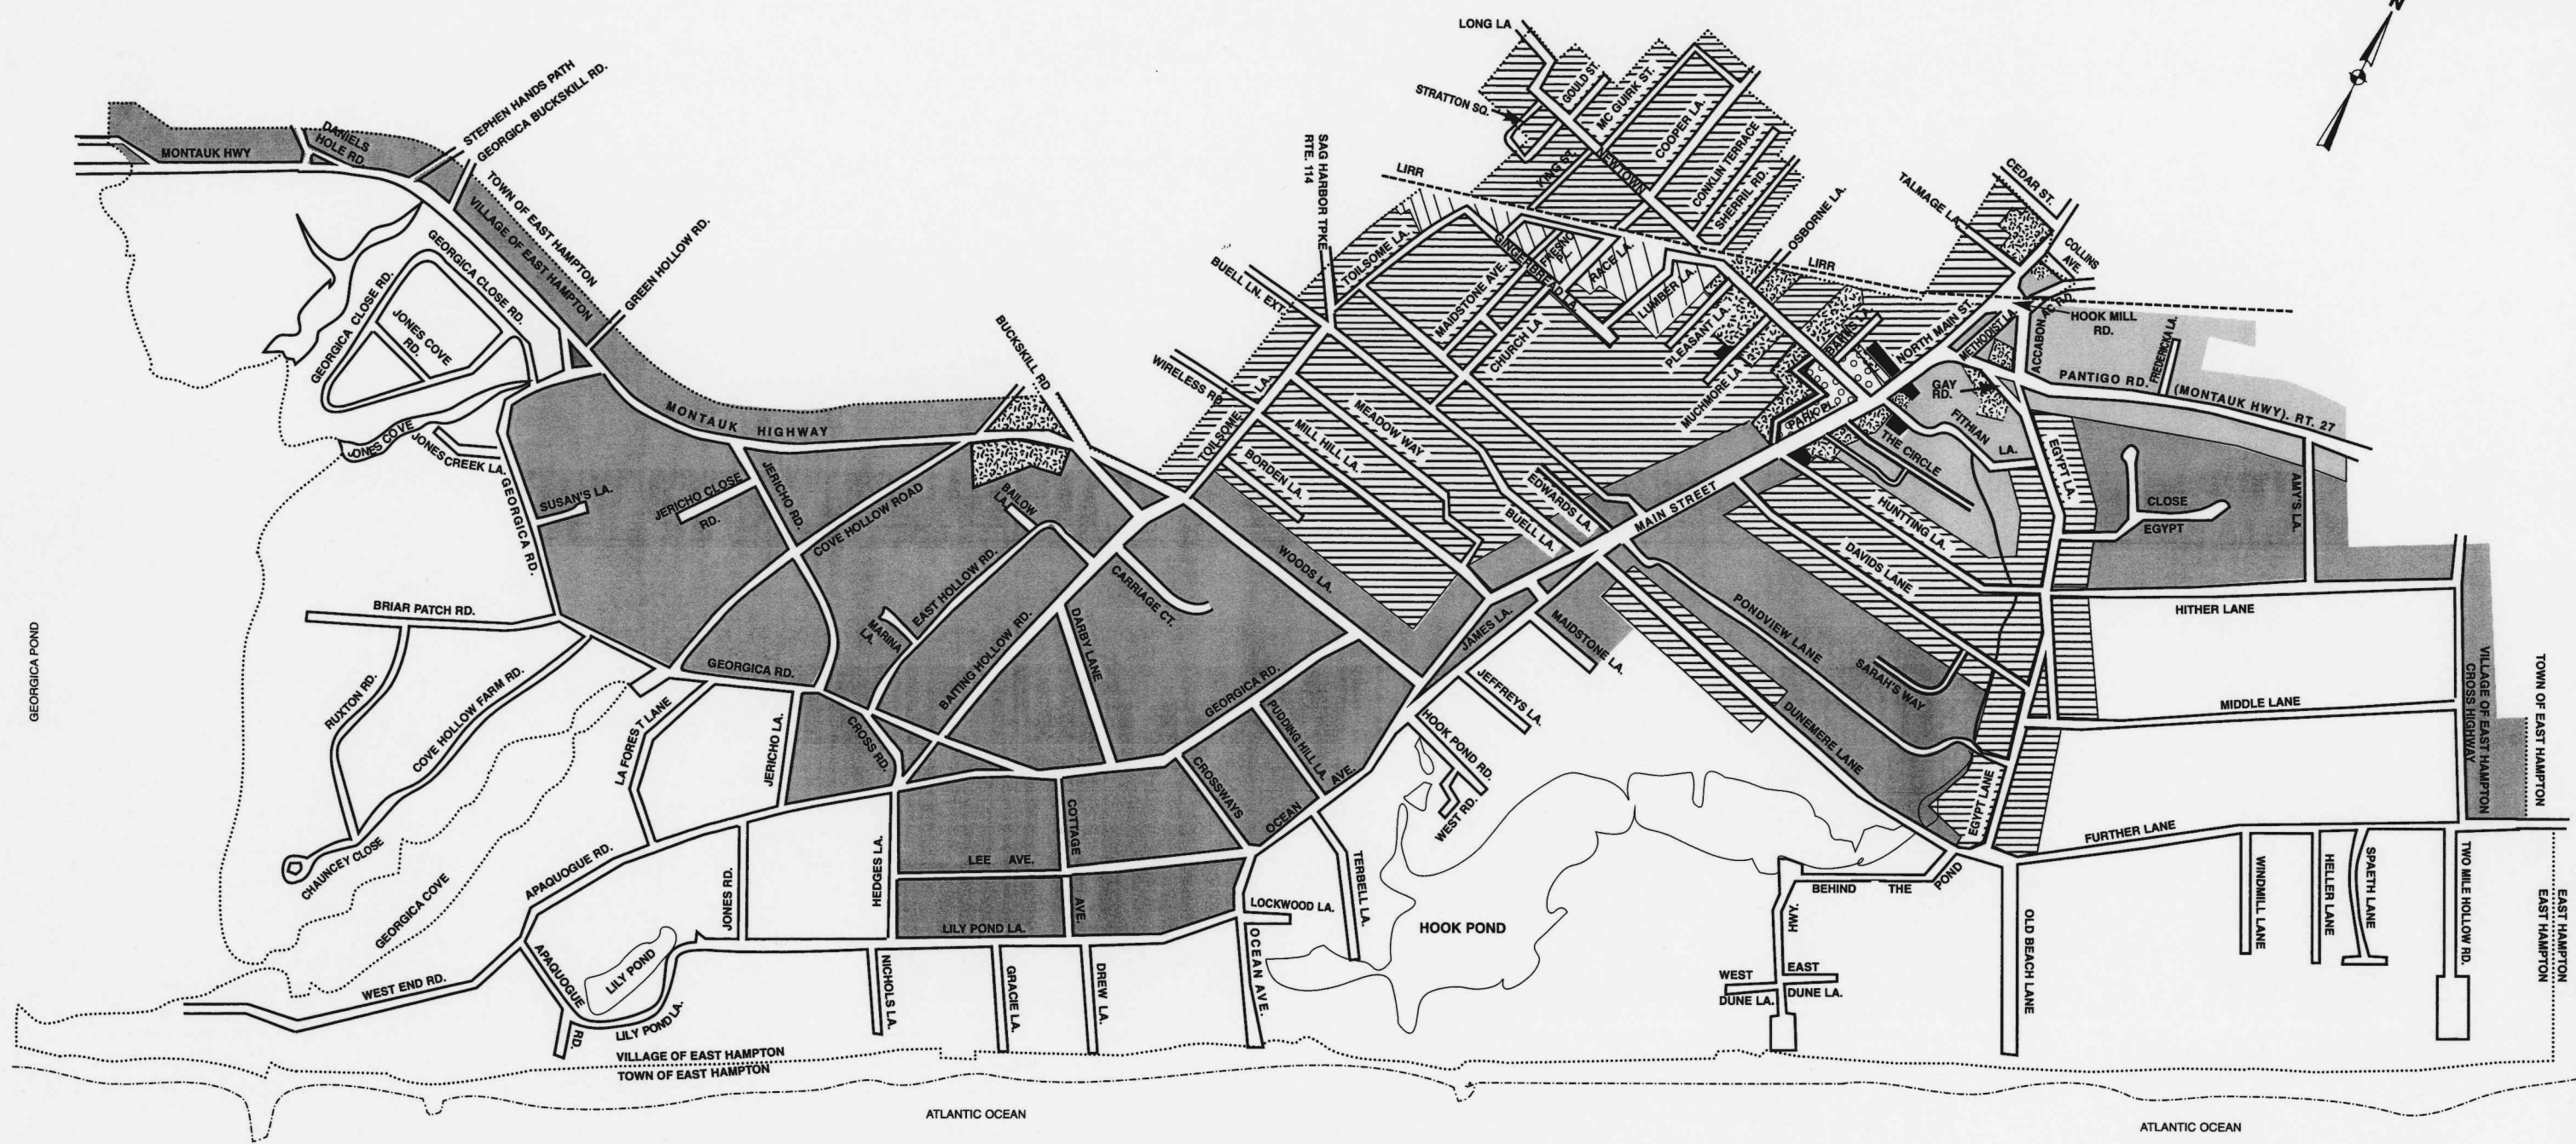 N
LONG LA
GOULD ST.
MC GUIRK ST.
STRATTON SQ.
COOPER LA.
CONKLIN TERRACE
SHERRIL RD.
KING ST.
NEWTOWN
STEPHEN HANDS PATH
GEORGICA BUCKSKILL RD.
DANIELS
HOLE RD
MONTAUK HWY
TOWN OF EAST HAMPTON
VILLAGE OF EAST HAMPTON
GREEN HOLLOW RD.
GEORGICA CLOSE RD.
GEORGICA CLOSE RD.
JONES COVE
RD.
SAG HARBOR TPKE
RTE. 114
LIRR
TOILSOME LA.
BUELL LN. EXT.
GINGERBREAD LA.
FRESNO
PL.
RACE LA.
LUMBER LA.
MAIDSTONE AVE.
CHURCH LA.
OSBORNE LA.
LIRR
PLEASANT LA.
MUCHMORE LA
PARK PL.
NORTH MAIN ST.
TALMAGE LA
CEDAR ST.
COLLINS
AVE.
HOOK MILL
RD.
METHODIST LA.
ACCABONAC RD.
FREDERICKA LA.
PANTIGO RD.
(MONTAUK HWY). RT. 27
GAY
RD.
FITHIAN
LA.
THE CIRCLE
EGYPT LA.
CLOSE
EGYPT
AMY'S LA.
BUCKSKILL RD
WIRELESS RD
TOILSOME LA.
MEADOW WAY
MILL HILL LA.
BORDEN LA.
EDWARDS LA.
BUELL LA.
MAIN STREET
HUNTTING LA.
DAVIDS LANE
MONTAUK HIGHWAY
JONES COVE
JONES CREEK LA.
GEORGICA RD.
SUSAN'S LA.
JERICHO CLOSE
RD.
JERICHO RD.
COVE HOLLOW ROAD
BAILOW
LA.
EAST HOLLOW RD.
MARINA
LA.
BAITING HOLLOW RD.
CARRIAGE CT.
DARBY LANE
WOODS LA.
JAMES LA.
MAIDSTONE LA.
PONDVIEW LANE
SARAH'S WAY
DUNEMERE LANE
HITHER LANE
MIDDLE LANE
VILLAGE OF EAST HAMPTON
CROSS HIGHWAY
TOWN OF EAST HAMPTON
GEORGICA POND
BRIAR PATCH RD.
RUXTON RD.
COVE HOLLOW FARM RD.
CHAUNCEY CLOSE
GEORGICA RD.
LA FOREST LANE
JERICHO LA.
CROSS RD.
GEORGICA RD.
PUDDING HILL LA.
CROSSWAYS
OCEAN AVE.
JEFFREYS LA.
HOOK POND RD.
WEST RD.
EGYPT LANE
FURTHER LANE
GEORGICA COVE
APAQUOGUE RD.
JONES RD.
HEDGES LA.
LEE AVE.
COTTAGE
AVE.
LILY POND LA.
LOCKWOOD LA.
TERBELL LA.
HOOK POND
BEHIND THE POND
HWY.
WEST
DUNE LA.
EAST
DUNE LA.
OLD BEACH LANE
WINDMILL LANE
HELLER LANE
SPAETH LANE
TWO MILE HOLLOW RD.
EAST HAMPTON
EAST HAMPTON
WEST END RD.
APAQUOGUE
RD.
LILY POND
LILY POND LA.
NICHOLS LA.
GRACIE LA.
DREW LA.
OCEAN AVE.
VILLAGE OF EAST HAMPTON
TOWN OF EAST HAMPTON
ATLANTIC OCEAN
ATLANTIC OCEAN